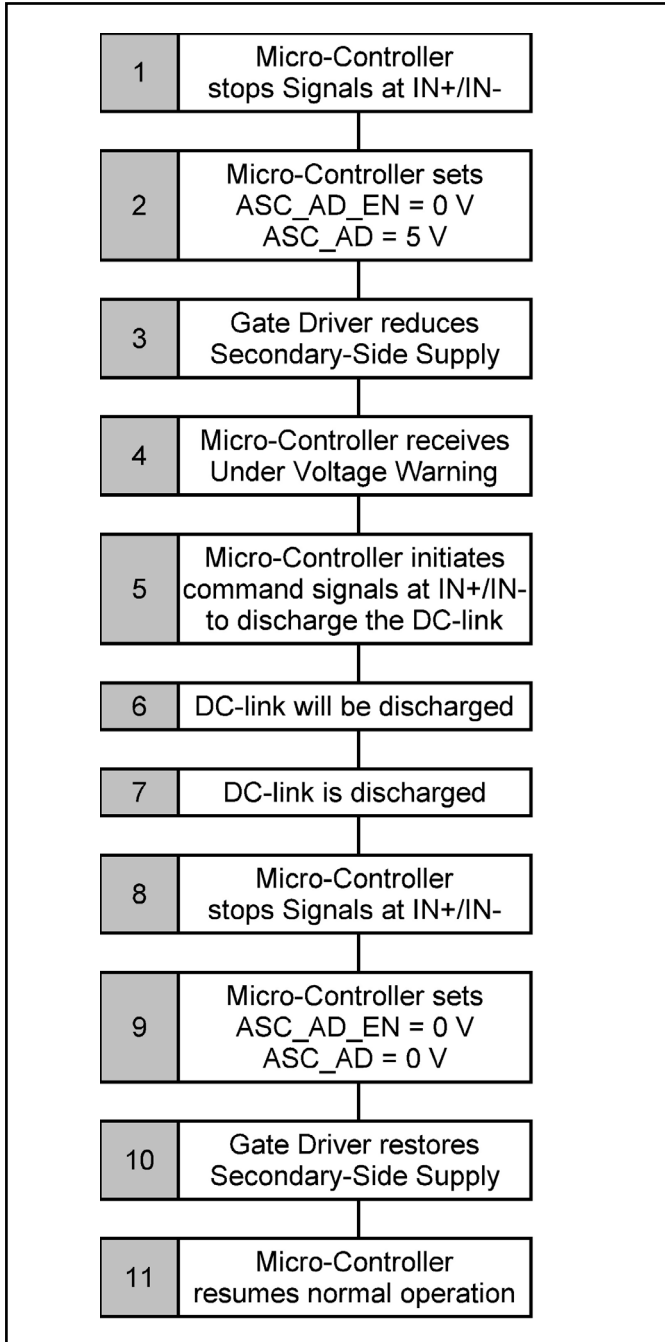 1
Micro-Controller
stops Signals at IN+/IN-
2
Micro-Controller sets
ASC_AD_EN = 0 V
ASC_AD = 5 V
3
Gate Driver reduces
Secondary-Side Supply
4
Micro-Controller receives
Under Voltage Warning
5
Micro-Controller initiates
command signals at IN+/IN-
to discharge the DC-link
6
DC-link will be discharged
7
DC-link is discharged
8
Micro-Controller
stops Signals at IN+/IN-
9
Micro-Controller sets
ASC_AD_EN = 0 V
ASC_AD = 0 V
10
Gate Driver restores
Secondary-Side Supply
11
Micro-Controller
resumes normal operation